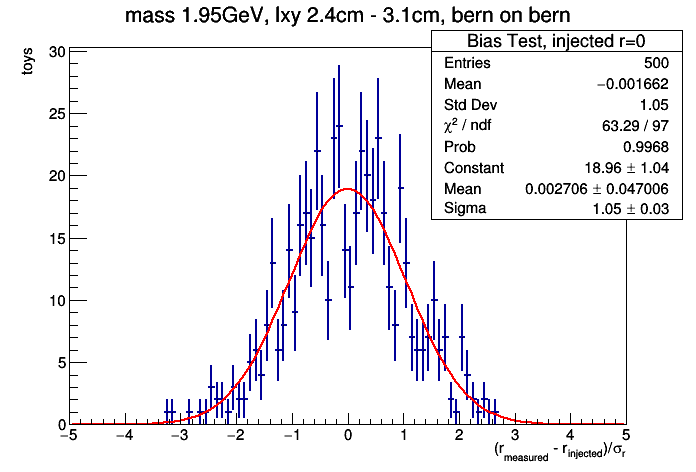 mass 1.95GeV, lxy 2.4cm - 3.1cm, bern on bern
toys
Bias Test, injected r=0
Entries 500
Mean −0.001662
Std Dev 1.05
χ² / ndf 63.29 / 97
Prob 0.9968
Constant 18.96 ± 1.04
Mean 0.002706 ± 0.047006
Sigma 1.05 ± 0.03
30
25
20
15
10
5
0
−5 −4 −3 −2 −1 0 1 2 3 4 5
(r_measured - r_injected)/σ_r